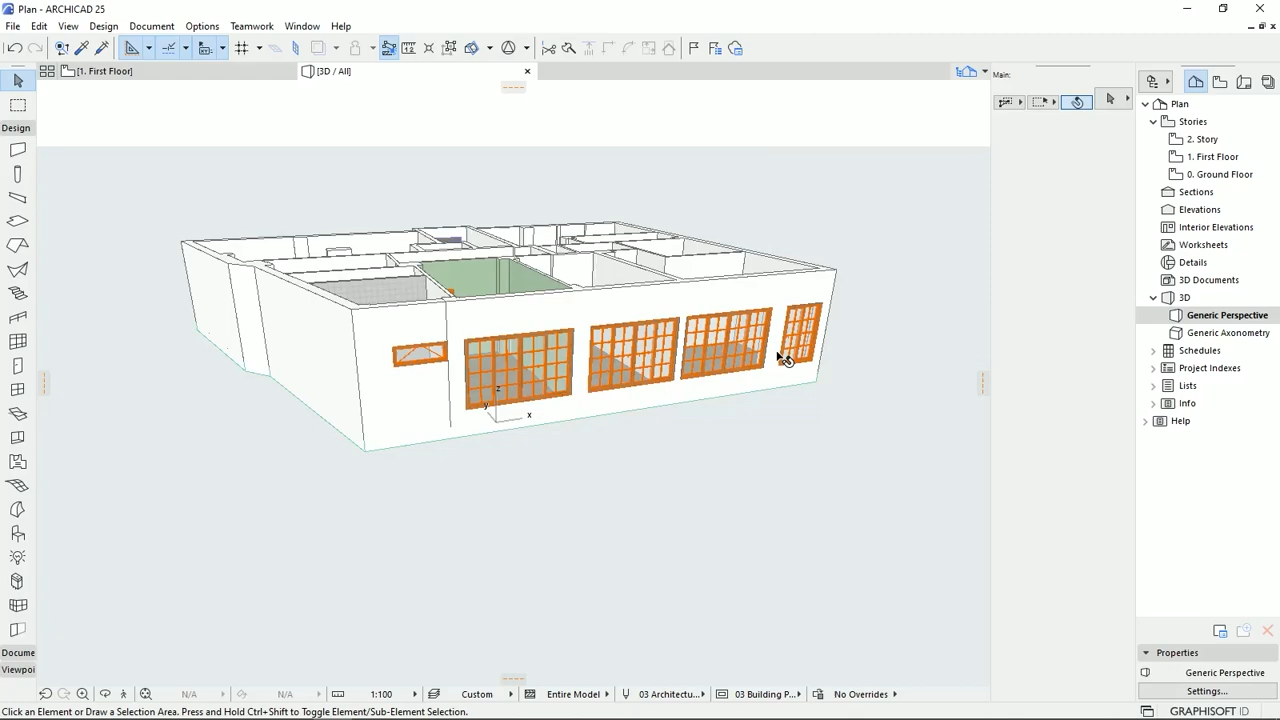 Plan - ARCHICAD 25
File Edit View Design Document Options Teamwork Window Help
[1. First Floor]
[3D / All]
Main:
Design
Plan
Stories
2. Story
1. First Floor
0. Ground Floor
Sections
Elevations
Interior Elevations
Worksheets
Details
3D Documents
3D
Generic Perspective
Generic Axonometry
Schedules
Project Indexes
Lists
Info
Help
z
y
x
Docume
Viewpoi
Properties
Generic Perspective
Settings...
N/A N/A 1:100 Custom Entire Model 03 Architectu... 03 Building P... No Overrides
Click an Element or Draw a Selection Area. Press and Hold Ctrl+Shift to Toggle Element/Sub-Element Selection.
GRAPHISOFT ID